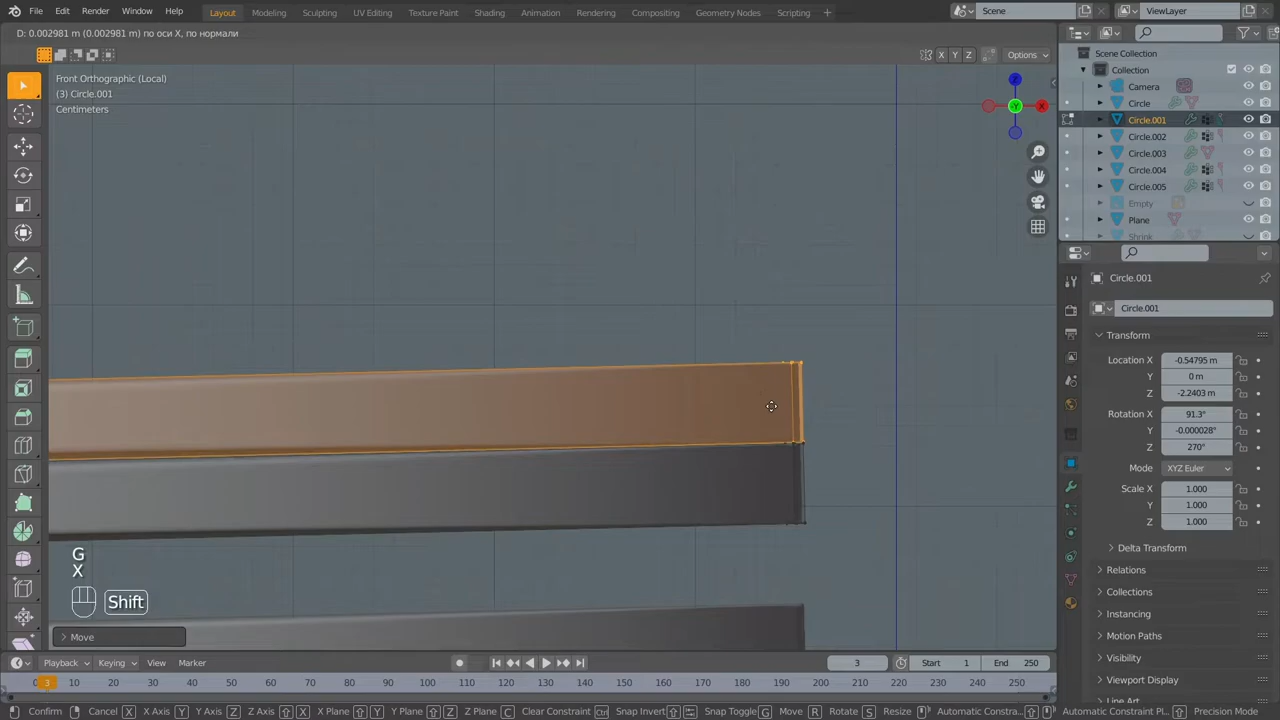 File Edit Render Window Help Layout Modeling Sculpting UV Editing Texture Paint Shading Animation Rendering Compositing Geometry Nodes Scripting + Scene ViewLayer
D: 0.002981 m (0.002981 m) по оси X, по нормали
X Y Z Options
Front Orthographic (Local)
(3) Circle.001
Centimeters
Z
-Y
X
Scene Collection
Collection
Camera
Circle
Circle.001
Circle.002
Circle.003
Circle.004
Circle.005
Empty
Plane
Shrink
Circle.001
Circle.001
Transform
Location X -0.54795 m
Y 0 m
Z -2.2403 m
Rotation X 91.3°
Y -0.000028°
Z 270°
Mode XYZ Euler
Scale X 1.000
Y 1.000
Z 1.000
Delta Transform
Relations
Collections
Instancing
Motion Paths
Visibility
Viewport Display
Line Art
G
X
Shift
Move
Playback Keying View Marker 3 Start 1 End 250
0 3 10 20 30 40 50 60 70 80 90 100 110 120 130 140 150 160 170 180 190 200 210 220 230 240 250
Confirm Cancel X X Axis Y Y Axis Z Z Axis X X Plane Y Y Plane Z Z Plane C Clear Constraint Ctrl Snap Invert Snap Toggle G Move R Rotate S Resize Automatic Constraint Automatic Constraint Plane Precision Mode